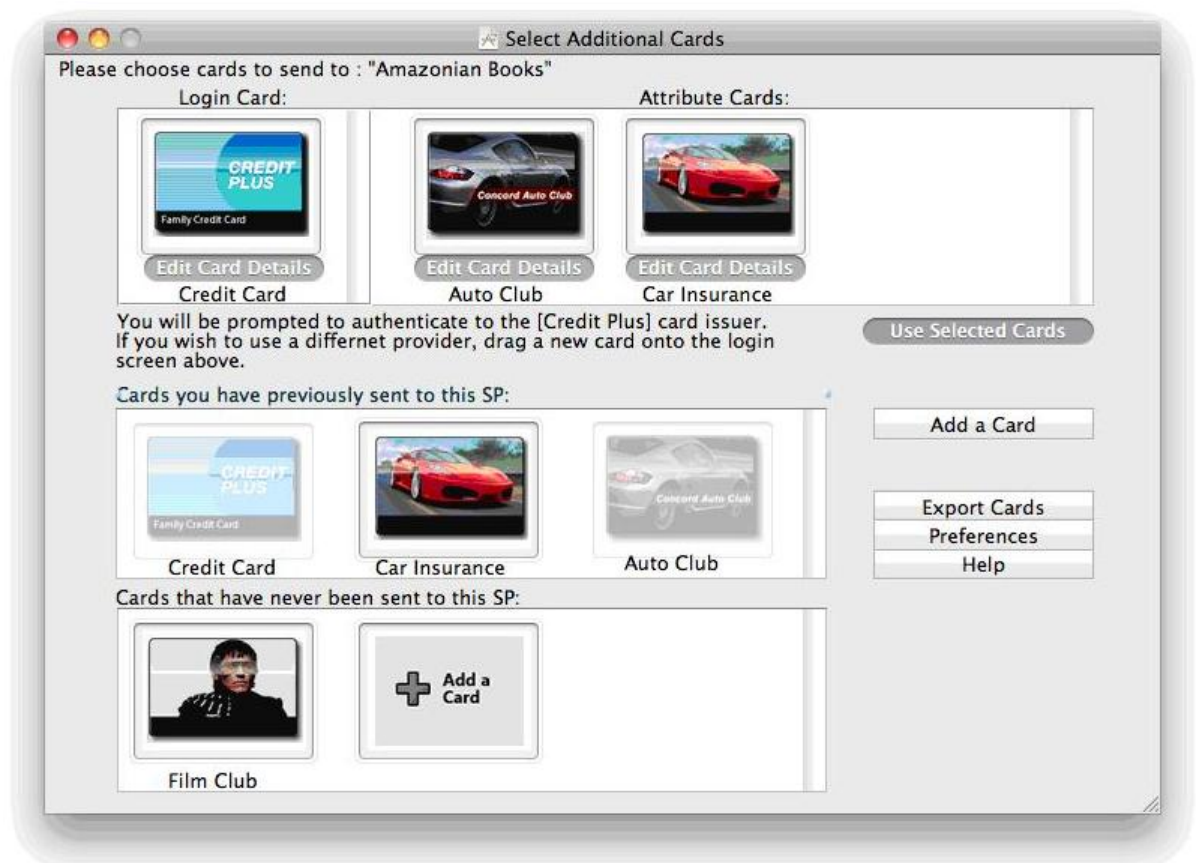 Select Additional Cards
Please choose cards to send to : "Amazonian Books"
Login Card:
Attribute Cards:
CREDIT
PLUS
Family Credit Card
Concord Auto Club
Edit Card Details
Edit Card Details
Edit Card Details
Credit Card
Auto Club
Car Insurance
You will be prompted to authenticate to the [Credit Plus] card issuer.
If you wish to use a differnet provider, drag a new card onto the login
screen above.
Use Selected Cards
Cards you have previously sent to this SP:
CREDIT
PLUS
Family Credit Card
Concord Auto Club
Credit Card
Car Insurance
Auto Club
Add a Card
Export Cards
Preferences
Help
Cards that have never been sent to this SP:
Add a
Card
Film Club